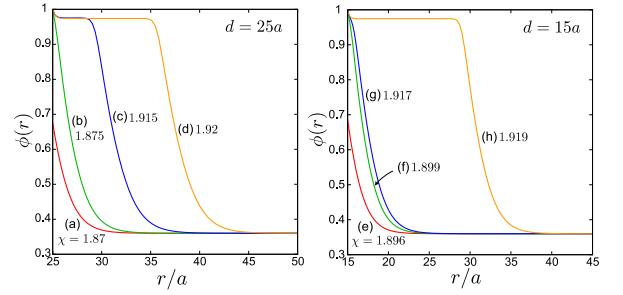 1
0.9
0.8
0.7
0.6
0.5
0.4
0.3
25 30 35 40 45 50
ϕ(r)
r/a
d = 25a
(a)
χ = 1.87
(b)
1.875
(c) 1.915
(d) 1.92
1
0.9
0.8
0.7
0.6
0.5
0.4
0.3
15 20 25 30 35 40 45
ϕ(r)
r/a
d = 15a
(g) 1.917
(h) 1.919
(f) 1.899
(e)
χ = 1.896